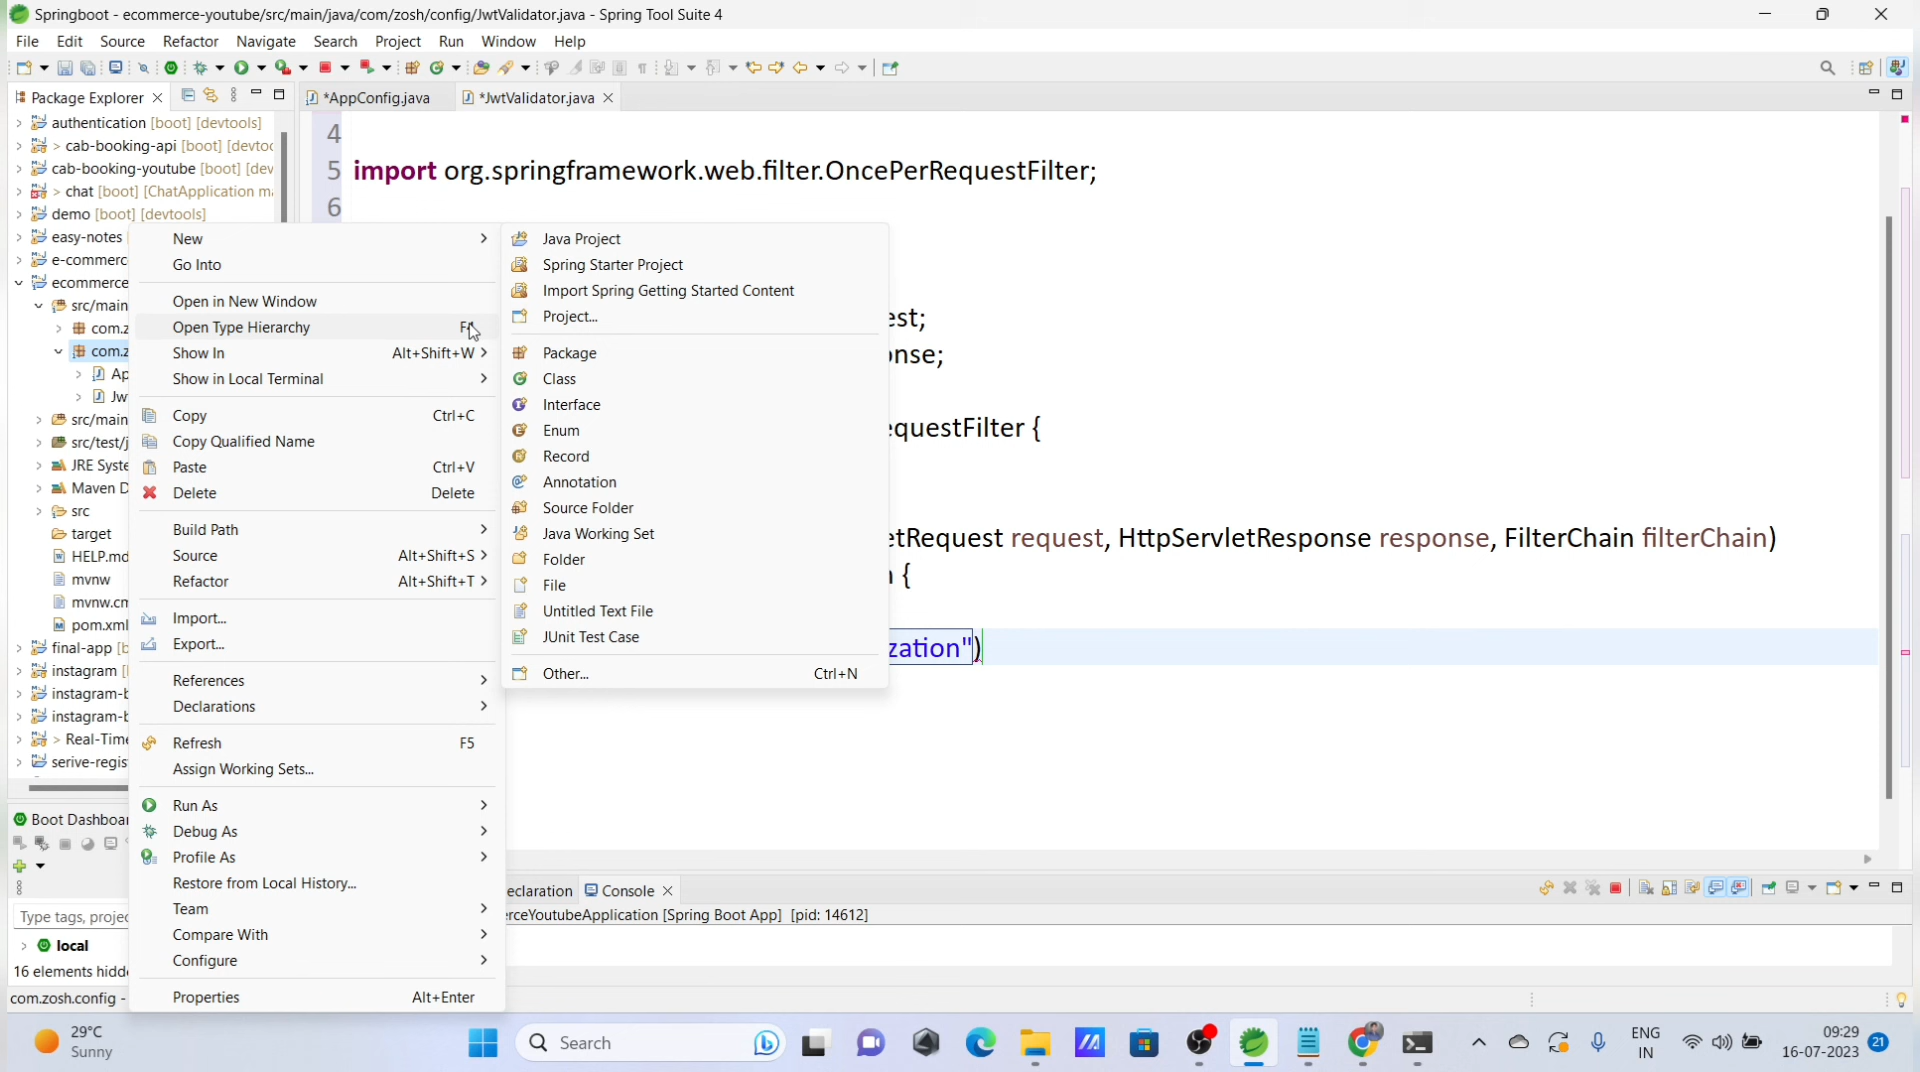 Springboot - ecommerce-youtube/src/main/java/com/zosh/config/JwtValidator.java - Spring Tool Suite 4
File Edit Source Refactor Navigate Search Project Run Window Help
Package Explorer
*AppConfig.java
*JwtValidator.java
authentication [boot] [devtools]
> cab-booking-api [boot] [devtoc
cab-booking-youtube [boot] [dev
> chat [boot] [ChatApplication ma
demo [boot] [devtools]
easy-notes
e-commerc
ecommerce
src/main
com.z
com.z
Ap
Jw
src/main
src/test/j
JRE Syste
Maven D
src
target
HELP.md
mvnw
mvnw.cm
pom.xml
final-app [b
instagram [
instagram-b
instagram-b
> Real-Time
serive-regis
4
5 import org.springframework.web.filter.OncePerRequestFilter;
6
est;
onse;
equestFilter {
etRequest request, HttpServletResponse response, FilterChain filterChain)
n {
zation")
New
Go Into
Open in New Window
Open Type Hierarchy F4
Show In Alt+Shift+W
Show in Local Terminal
Copy Ctrl+C
Copy Qualified Name
Paste Ctrl+V
Delete Delete
Build Path
Source Alt+Shift+S
Refactor Alt+Shift+T
Import...
Export...
References
Declarations
Refresh F5
Assign Working Sets...
Run As
Debug As
Profile As
Restore from Local History...
Team
Compare With
Configure
Properties Alt+Enter
Java Project
Spring Starter Project
Import Spring Getting Started Content
Project...
Package
Class
Interface
Enum
Record
Annotation
Source Folder
Java Working Set
Folder
File
Untitled Text File
JUnit Test Case
Other... Ctrl+N
Boot Dashboar
Type tags, projec
local
16 elements hidde
com.zosh.config -
eclaration
Console
erceYoutubeApplication [Spring Boot App] [pid: 14612]
29°C
Sunny
Search
ENG
IN
09:29
16-07-2023
21